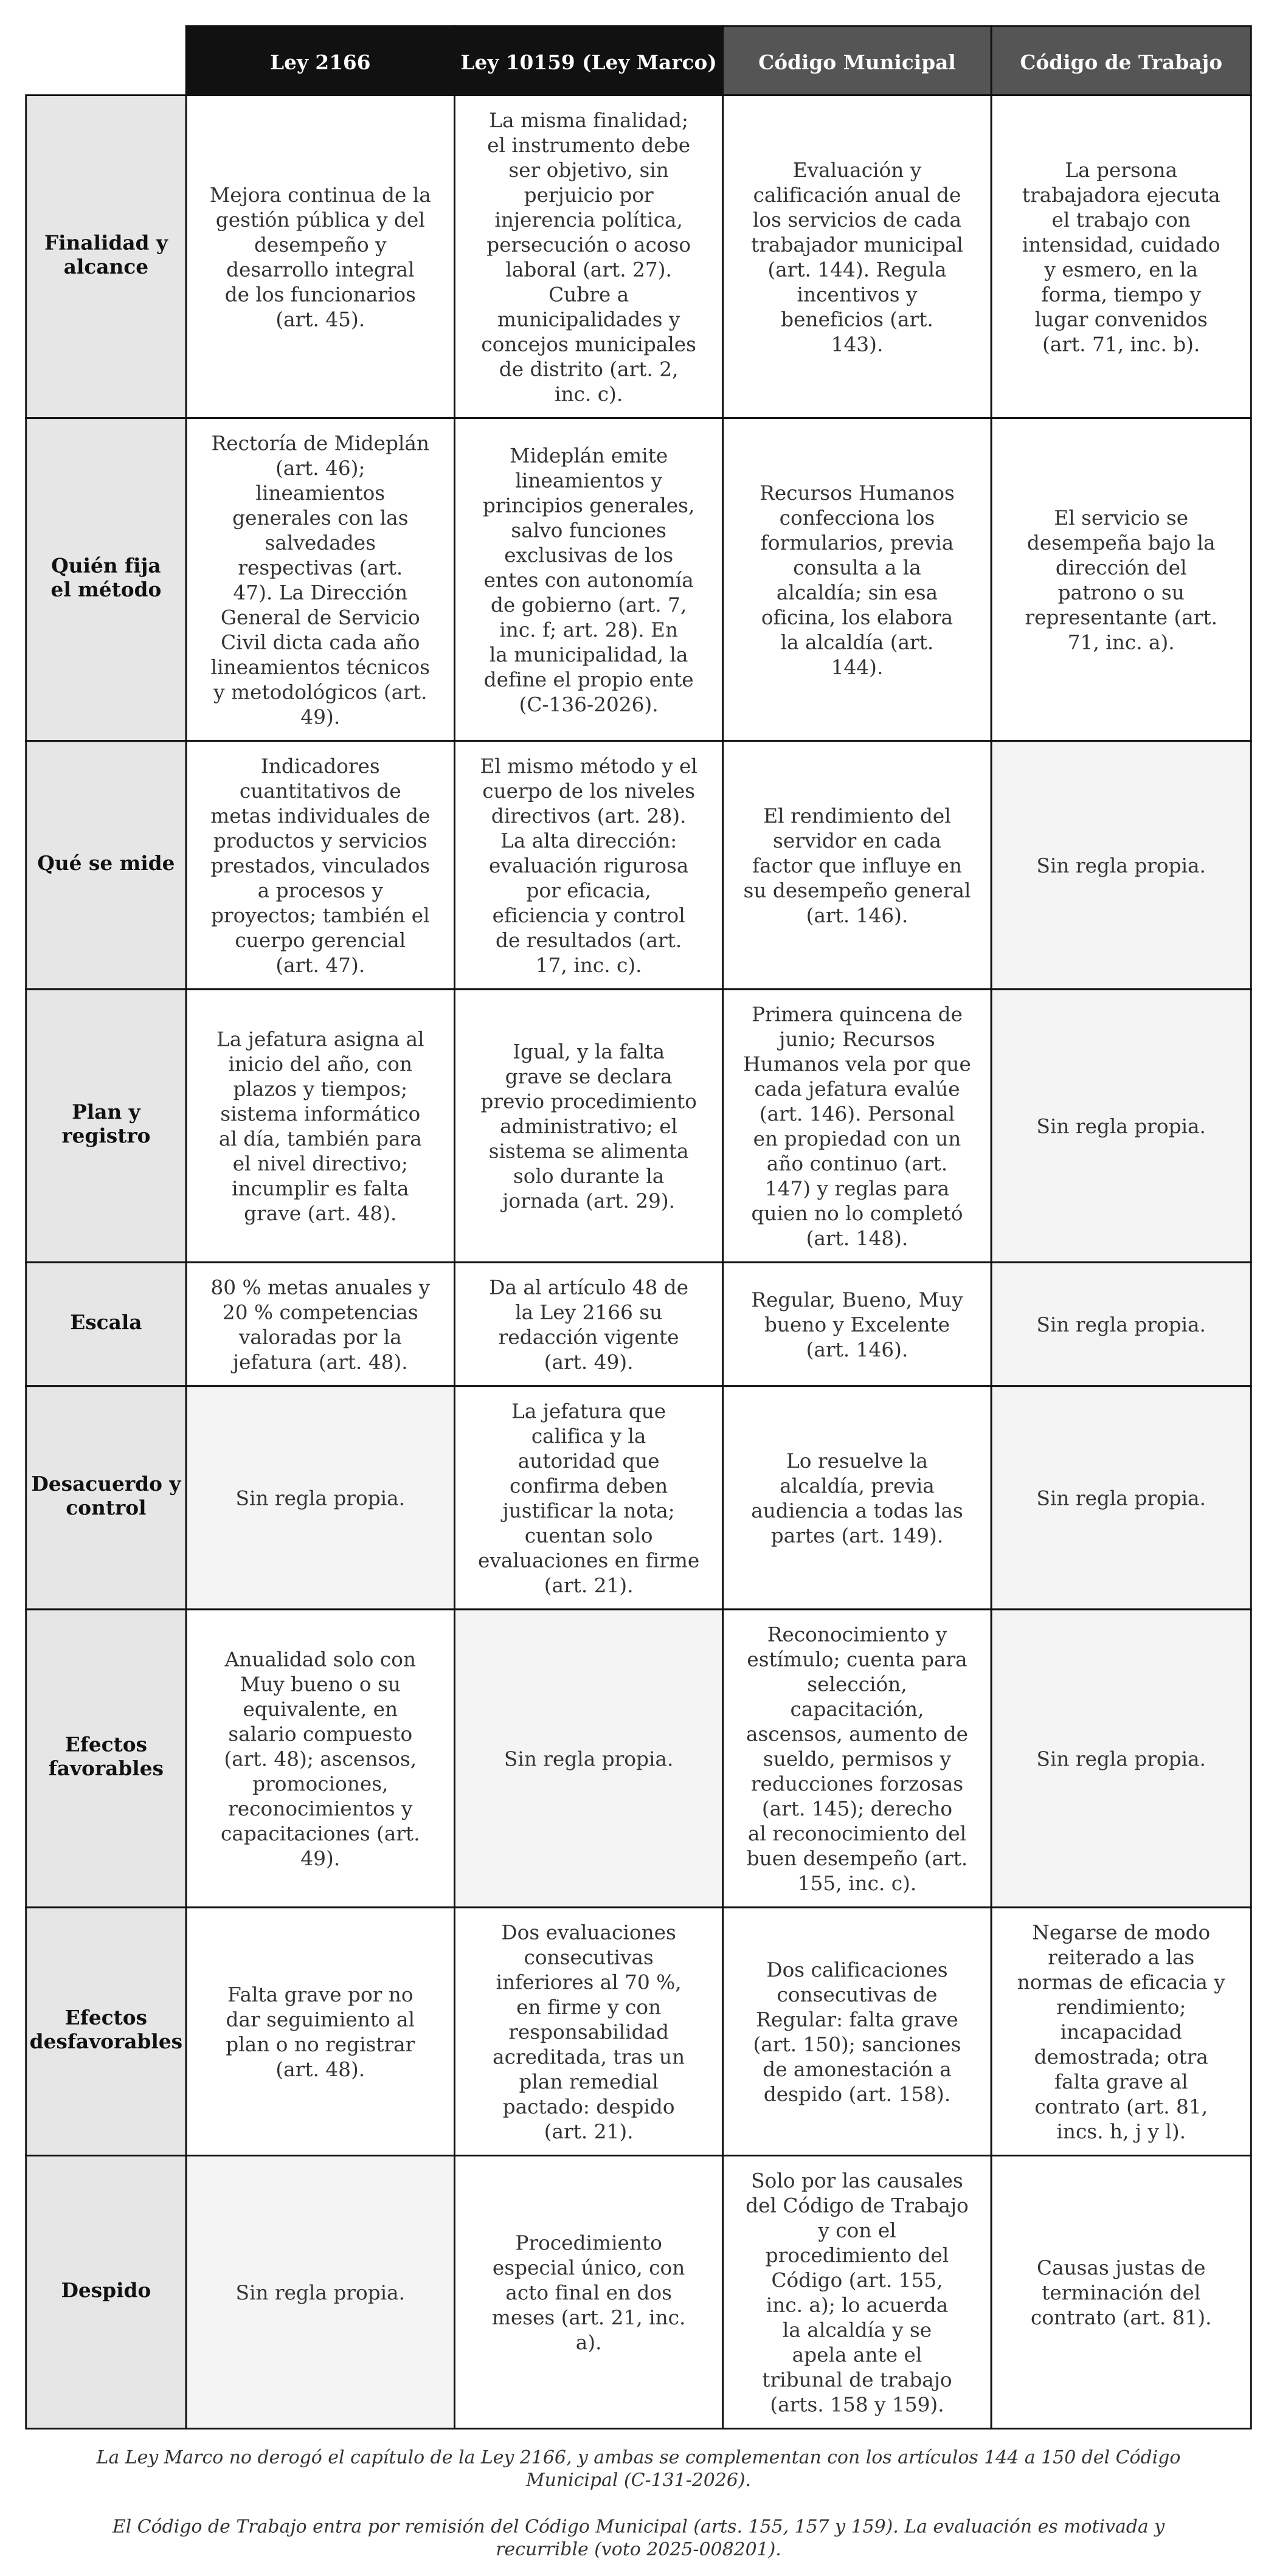 Ley 2166
Ley 10159 (Ley Marco)
Código Municipal
Código de Trabajo
Finalidad y
alcance
Mejora continua de la
gestión pública y del
desempeño y
desarrollo integral
de los funcionarios
(art. 45).
La misma finalidad;
el instrumento debe
ser objetivo, sin
perjuicio por
injerencia política,
persecución o acoso
laboral (art. 27).
Cubre a
municipalidades y
concejos municipales
de distrito (art. 2,
inc. c).
Evaluación y
calificación anual de
los servicios de cada
trabajador municipal
(art. 144). Regula
incentivos y
beneficios (art.
143).
La persona
trabajadora ejecuta
el trabajo con
intensidad, cuidado
y esmero, en la
forma, tiempo y
lugar convenidos
(art. 71, inc. b).
Quién fija
el método
Rectoría de Mideplán
(art. 46);
lineamientos
generales con las
salvedades
respectivas (art.
47). La Dirección
General de Servicio
Civil dicta cada año
lineamientos técnicos
y metodológicos (art.
49).
Mideplán emite
lineamientos y
principios generales,
salvo funciones
exclusivas de los
entes con autonomía
de gobierno (art. 7,
inc. f; art. 28). En
la municipalidad, la
define el propio ente
(C-136-2026).
Recursos Humanos
confecciona los
formularios, previa
consulta a la
alcaldía; sin esa
oficina, los elabora
la alcaldía (art.
144).
El servicio se
desempeña bajo la
dirección del
patrono o su
representante (art.
71, inc. a).
Qué se mide
Indicadores
cuantitativos de
metas individuales de
productos y servicios
prestados, vinculados
a procesos y
proyectos; también el
cuerpo gerencial
(art. 47).
El mismo método y el
cuerpo de los niveles
directivos (art. 28).
La alta dirección:
evaluación rigurosa
por eficacia,
eficiencia y control
de resultados (art.
17, inc. c).
El rendimiento del
servidor en cada
factor que influye en
su desempeño general
(art. 146).
Sin regla propia.
Plan y
registro
La jefatura asigna al
inicio del año, con
plazos y tiempos;
sistema informático
al día, también para
el nivel directivo;
incumplir es falta
grave (art. 48).
Igual, y la falta
grave se declara
previo procedimiento
administrativo; el
sistema se alimenta
solo durante la
jornada (art. 29).
Primera quincena de
junio; Recursos
Humanos vela por que
cada jefatura evalúe
(art. 146). Personal
en propiedad con un
año continuo (art.
147) y reglas para
quien no lo completó
(art. 148).
Sin regla propia.
Escala
80 % metas anuales y
20 % competencias
valoradas por la
jefatura (art. 48).
Da al artículo 48 de
la Ley 2166 su
redacción vigente
(art. 49).
Regular, Bueno, Muy
bueno y Excelente
(art. 146).
Sin regla propia.
Desacuerdo y
control
Sin regla propia.
La jefatura que
califica y la
autoridad que
confirma deben
justificar la nota;
cuentan solo
evaluaciones en firme
(art. 21).
Lo resuelve la
alcaldía, previa
audiencia a todas las
partes (art. 149).
Sin regla propia.
Efectos
favorables
Anualidad solo con
Muy bueno o su
equivalente, en
salario compuesto
(art. 48); ascensos,
promociones,
reconocimientos y
capacitaciones (art.
49).
Sin regla propia.
Reconocimiento y
estímulo; cuenta para
selección,
capacitación,
ascensos, aumento de
sueldo, permisos y
reducciones forzosas
(art. 145); derecho
al reconocimiento del
buen desempeño (art.
155, inc. c).
Sin regla propia.
Efectos
desfavorables
Falta grave por no
dar seguimiento al
plan o no registrar
(art. 48).
Dos evaluaciones
consecutivas
inferiores al 70 %,
en firme y con
responsabilidad
acreditada, tras un
plan remedial
pactado: despido
(art. 21).
Dos calificaciones
consecutivas de
Regular: falta grave
(art. 150); sanciones
de amonestación a
despido (art. 158).
Negarse de modo
reiterado a las
normas de eficacia y
rendimiento;
incapacidad
demostrada; otra
falta grave al
contrato (art. 81,
incs. h, j y l).
Despido
Sin regla propia.
Procedimiento
especial único, con
acto final en dos
meses (art. 21, inc.
a).
Solo por las causales
del Código de Trabajo
y con el
procedimiento del
Código (art. 155,
inc. a); lo acuerda
la alcaldía y se
apela ante el
tribunal de trabajo
(arts. 158 y 159).
Causas justas de
terminación del
contrato (art. 81).
La Ley Marco no derogó el capítulo de la Ley 2166, y ambas se complementan con los artículos 144 a 150 del Código
Municipal (C-131-2026).
El Código de Trabajo entra por remisión del Código Municipal (arts. 155, 157 y 159). La evaluación es motivada y
recurrible (voto 2025-008201).